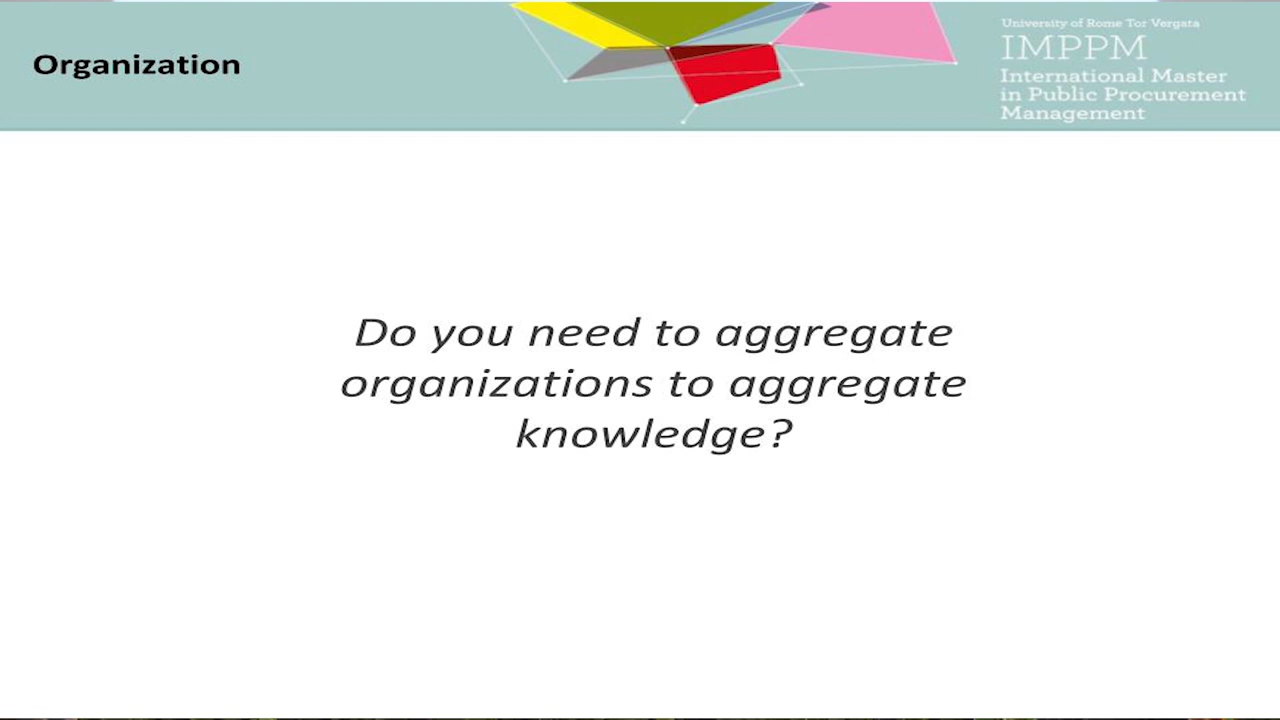 Organization
University of Rome Tor Vergata
IMPPM
International Master
in Public Procurement
Management
Do you need to aggregate
organizations to aggregate
knowledge?